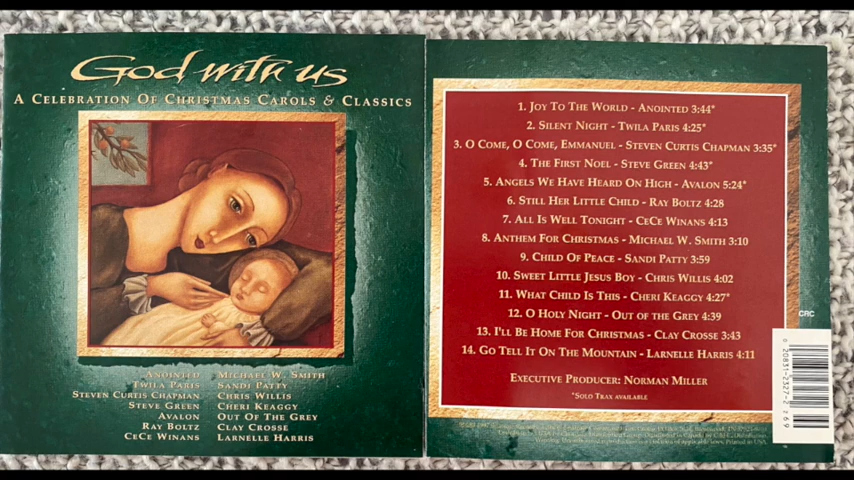 God with us
A Celebration Of Christmas Carols & Classics
Anointed Michael W. Smith
Twila Paris Sandi Patty
Steven Curtis Chapman Chris Willis
Steve Green Cheri Keaggy
Avalon Out Of The Grey
Ray Boltz Clay Crosse
CeCe Winans Larnelle Harris
1. Joy To The World - Anointed 3:44*
2. Silent Night - Twila Paris 4:25*
3. O Come, O Come, Emmanuel - Steven Curtis Chapman 3:35*
4. The First Noel - Steve Green 4:43*
5. Angels We Have Heard On High - Avalon 5:24*
6. Still Her Little Child - Ray Boltz 4:28
7. All Is Well Tonight - CeCe Winans 4:13
8. Anthem For Christmas - Michael W. Smith 3:10
9. Child Of Peace - Sandi Patty 3:59
10. Sweet Little Jesus Boy - Chris Willis 4:02
11. What Child Is This - Cheri Keaggy 4:27*
12. O Holy Night - Out of the Grey 4:39
13. I'll Be Home For Christmas - Clay Crosse 3:43
14. Go Tell It On The Mountain - Larnelle Harris 4:11
Executive Producer: Norman Miller
*Solo Trax available
CRC